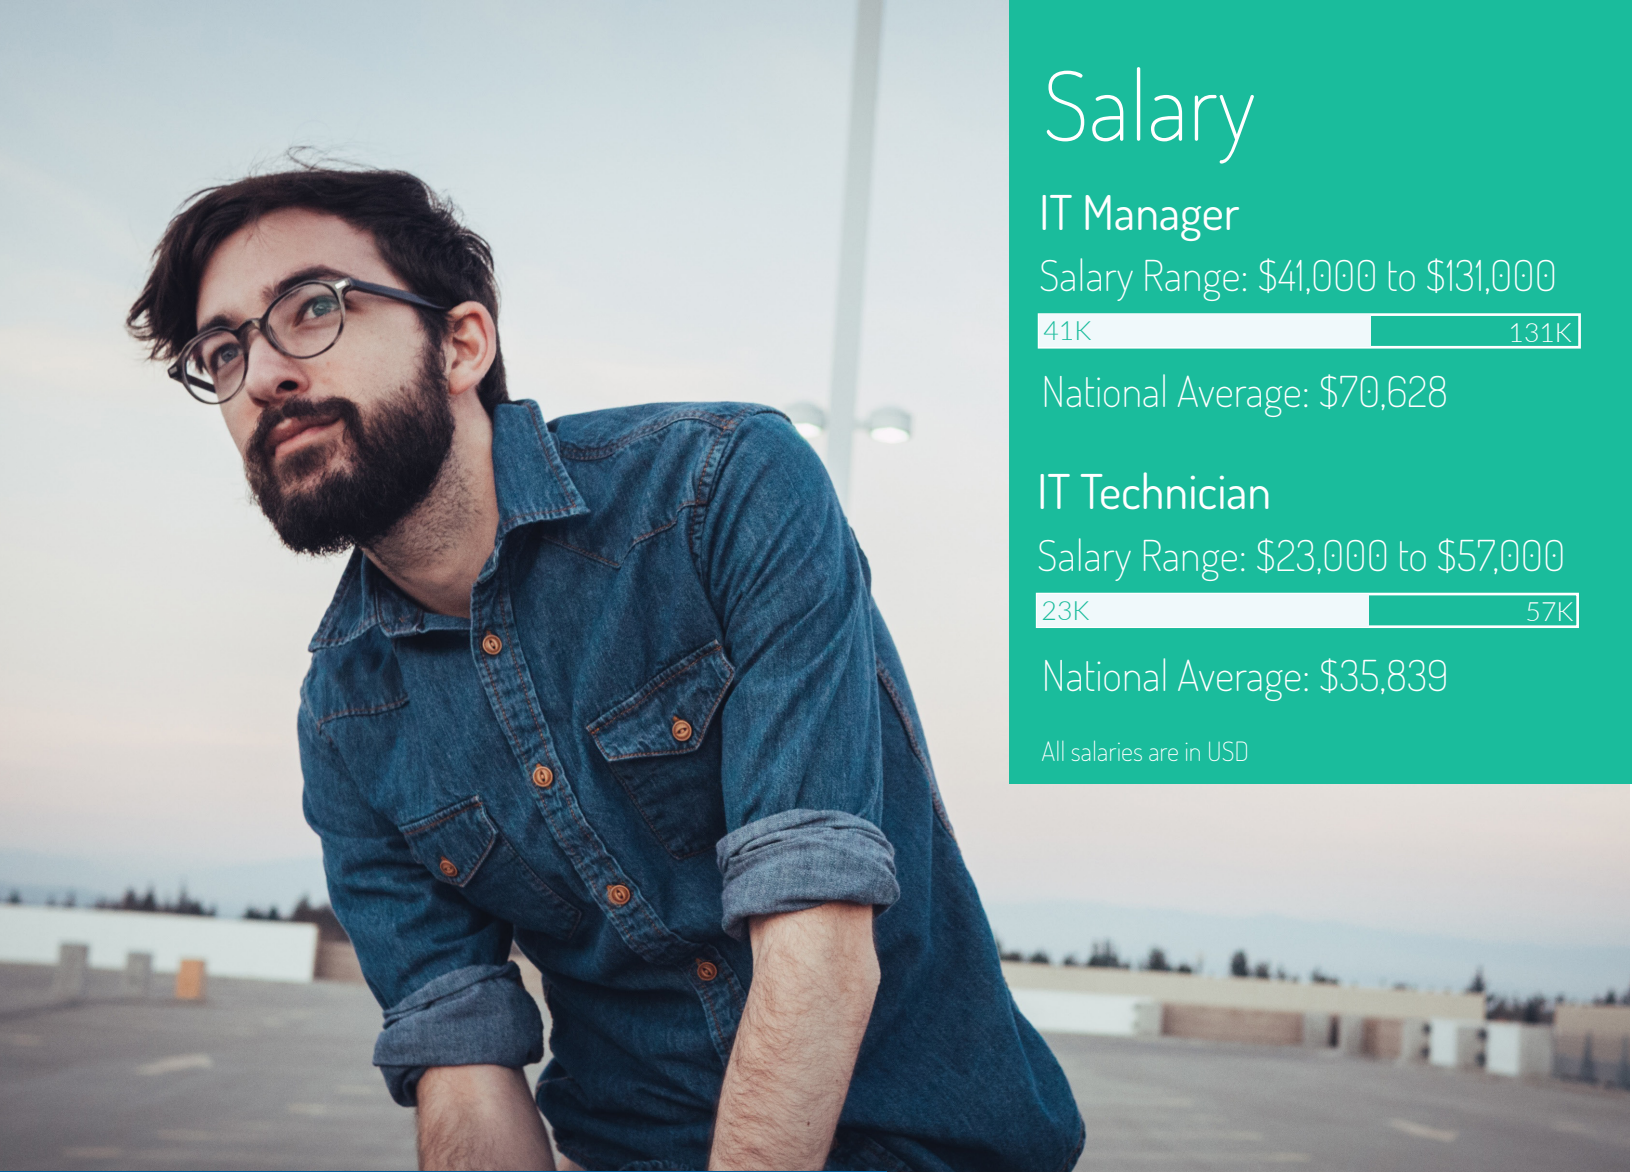 Salary
IT Manager
Salary Range: $41,000 to $131,000
41K 131K
National Average: $70,628
IT Technician
Salary Range: $23,000 to $57,000
23K 57K
National Average: $35,839
All salaries are in USD